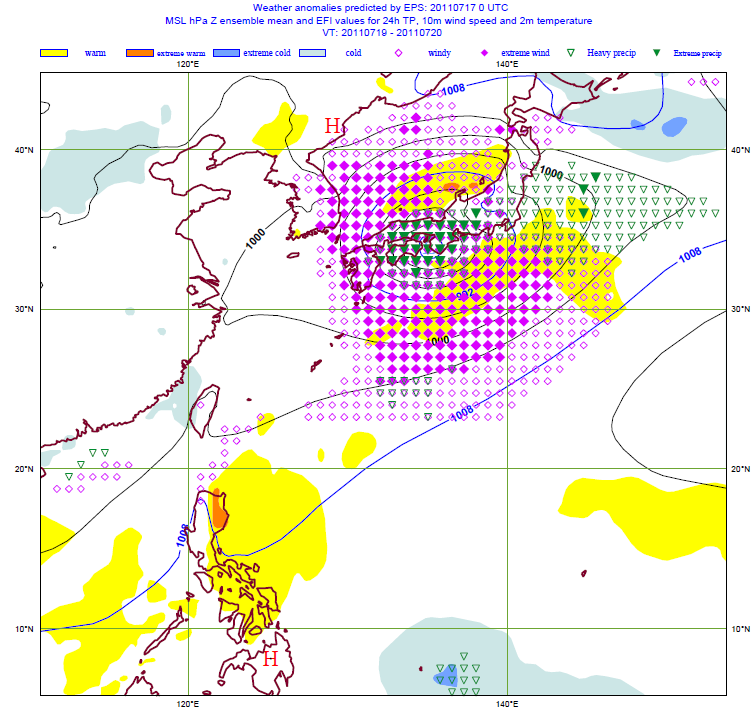 Weather anomalies predicted by EPS: 20110717 0 UTC
MSL hPa Z ensemble mean and EFI values for 24h TP, 10m wind speed and 2m temperature
VT: 20110719 - 20110720
warm extreme warm extreme cold cold windy extreme wind Heavy precip Extreme precip
120°E 140°E
1008
H
40°N 40°N
1000
1000
1008
992
30°N 30°N
1000
1008
20°N 20°N
1008
10°N 10°N
H
120°E 140°E